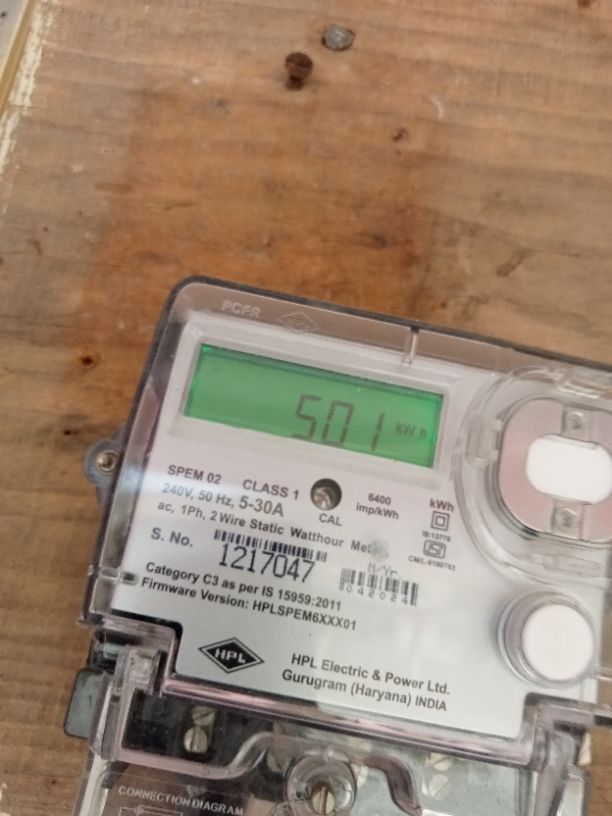 PCFR
501 kWh
SPEM 02 CLASS 1
240V, 50 Hz, 5-30A
CAL
6400
imp/kWh
kWh
ac, 1Ph, 2 Wire Static Watthour
IS:13779
S. No.
1217047
M/Yr.
042024
Category C3 as per IS 15959:2011
Firmware Version: HPLSPEM6XXX01
HPL
HPL Electric & Power Ltd.
Gurugram (Haryana) INDIA
CONNECTION DIAGRAM